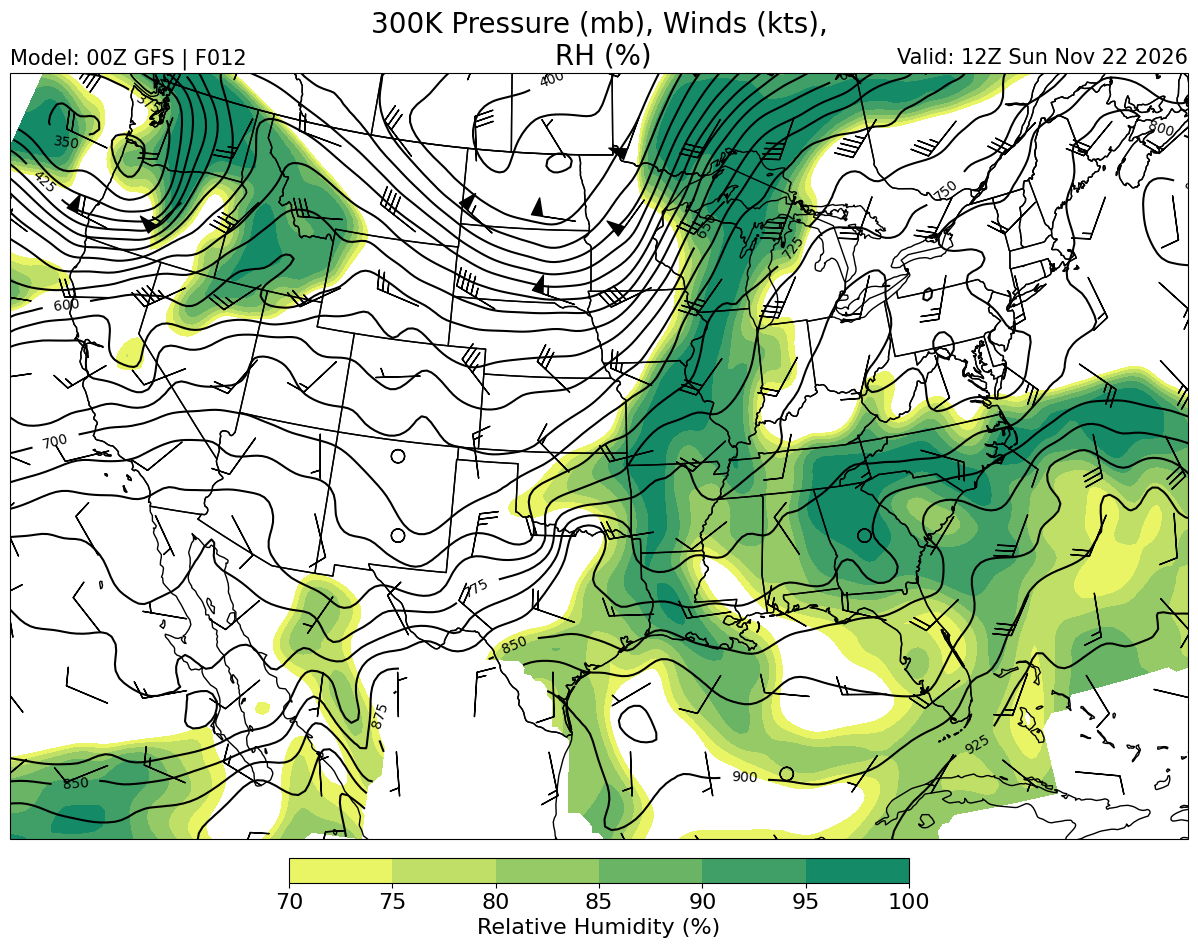 300K Pressure (mb), Winds (kts),
RH (%)
Model: 00Z GFS | F012
Valid: 12Z Sun Nov 22 2026
400
375
800
350
425
750
650
725
600
700
775
850
875
925
850
900
70 75 80 85 90 95 100
Relative Humidity (%)